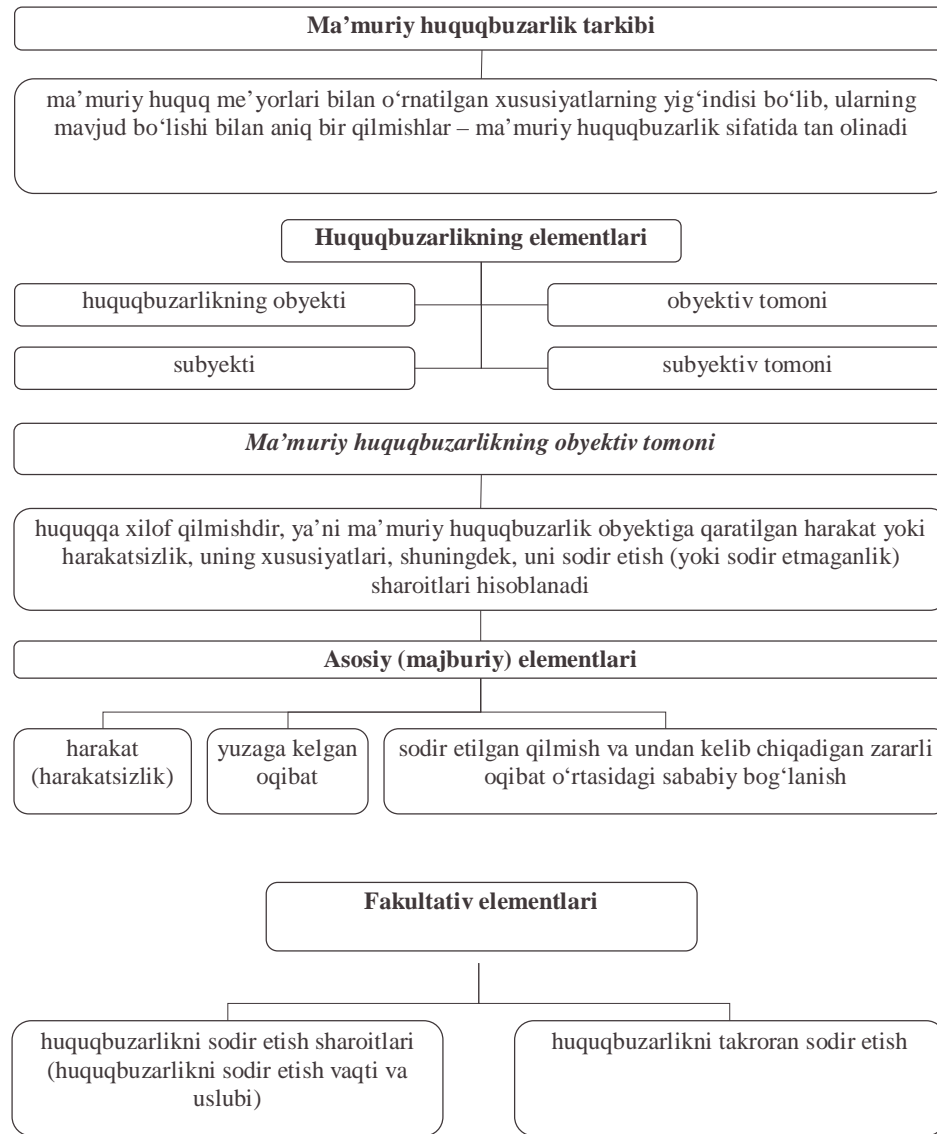 Ma’muriy huquqbuzarlik tarkibi
ma’muriy huquq me’yorlari bilan o‘rnatilgan xususiyatlarning yig‘indisi bo‘lib, ularning
mavjud bo‘lishi bilan aniq bir qilmishlar – ma’muriy huquqbuzarlik sifatida tan olinadi
Huquqbuzarlikning elementlari
huquqbuzarlikning obyekti
obyektiv tomoni
subyekti
subyektiv tomoni
Ma’muriy huquqbuzarlikning obyektiv tomoni
huquqqa xilof qilmishdir, ya’ni ma’muriy huquqbuzarlik obyektiga qaratilgan harakat yoki
harakatsizlik, uning xususiyatlari, shuningdek, uni sodir etish (yoki sodir etmaganlik)
sharoitlari hisoblanadi
Asosiy (majburiy) elementlari
harakat
(harakatsizlik)
yuzaga kelgan
oqibat
sodir etilgan qilmish va undan kelib chiqadigan zararli
oqibat o‘rtasidagi sababiy bog‘lanish
Fakultativ elementlari
huquqbuzarlikni sodir etish sharoitlari
(huquqbuzarlikni sodir etish vaqti va
uslubi)
huquqbuzarlikni takroran sodir etish